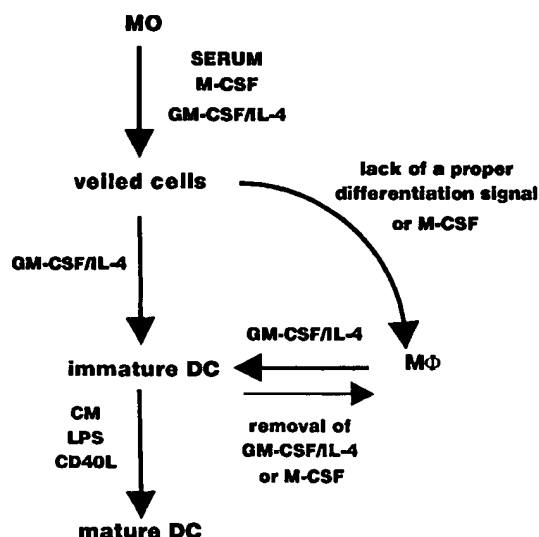 MO
SERUM
M-CSF
GM-CSF/IL-4
veiled cells
lack of a proper
differentiation signal
or M-CSF
GM-CSF/IL-4
GM-CSF/IL-4
immature DC
MΦ
CM
LPS
CD40L
removal of
GM-CSF/IL-4
or M-CSF
mature DC